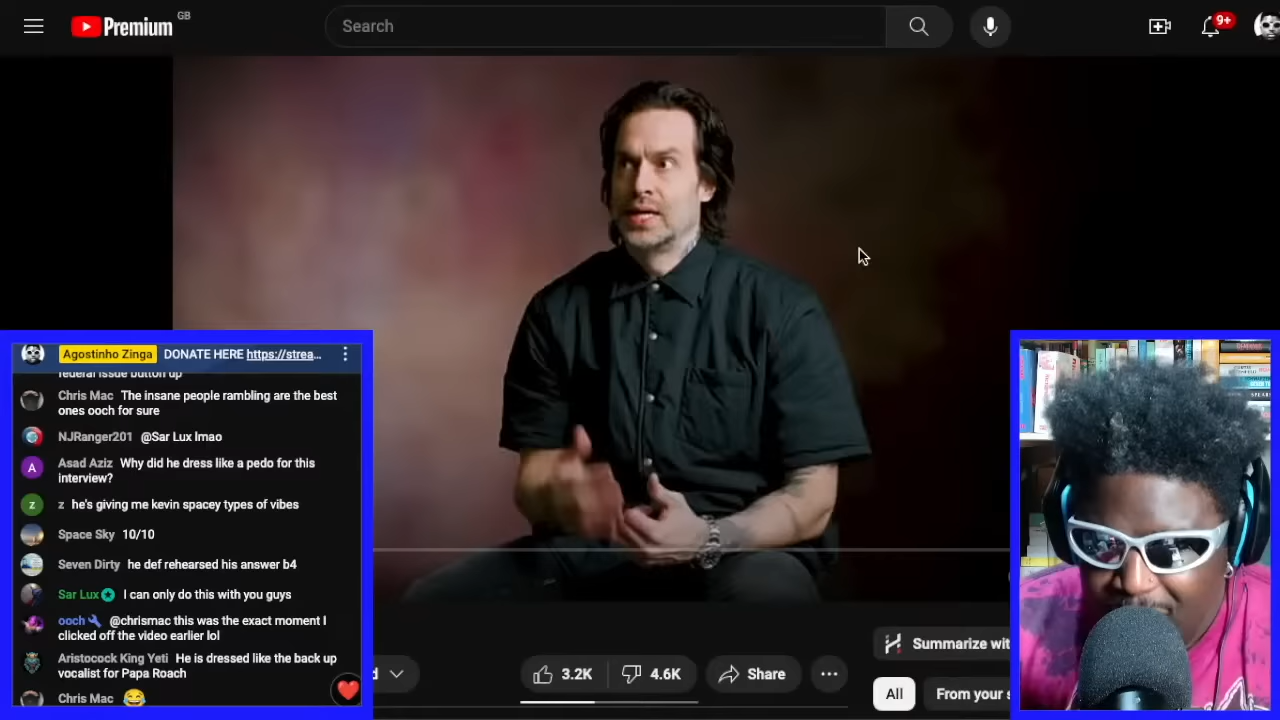 Premium GB
Search
9+
Agostinho Zinga DONATE HERE https://strea...
federal issue button up
Chris Mac The insane people rambling are the best
ones ooch for sure
NJRanger201 @Sar Lux lmao
A
Asad Aziz Why did he dress like a pedo for this
interview?
z
z he's giving me kevin spacey types of vibes
Space Sky 10/10
Seven Dirty he def rehearsed his answer b4
Sar Lux I can only do this with you guys
ooch @chrismac this was the exact moment I
clicked off the video earlier lol
Aristocock King Yeti He is dressed like the back up
vocalist for Papa Roach
Chris Mac 😂
d
3.2K
4.6K
Share
Summarize wit
All
From your s